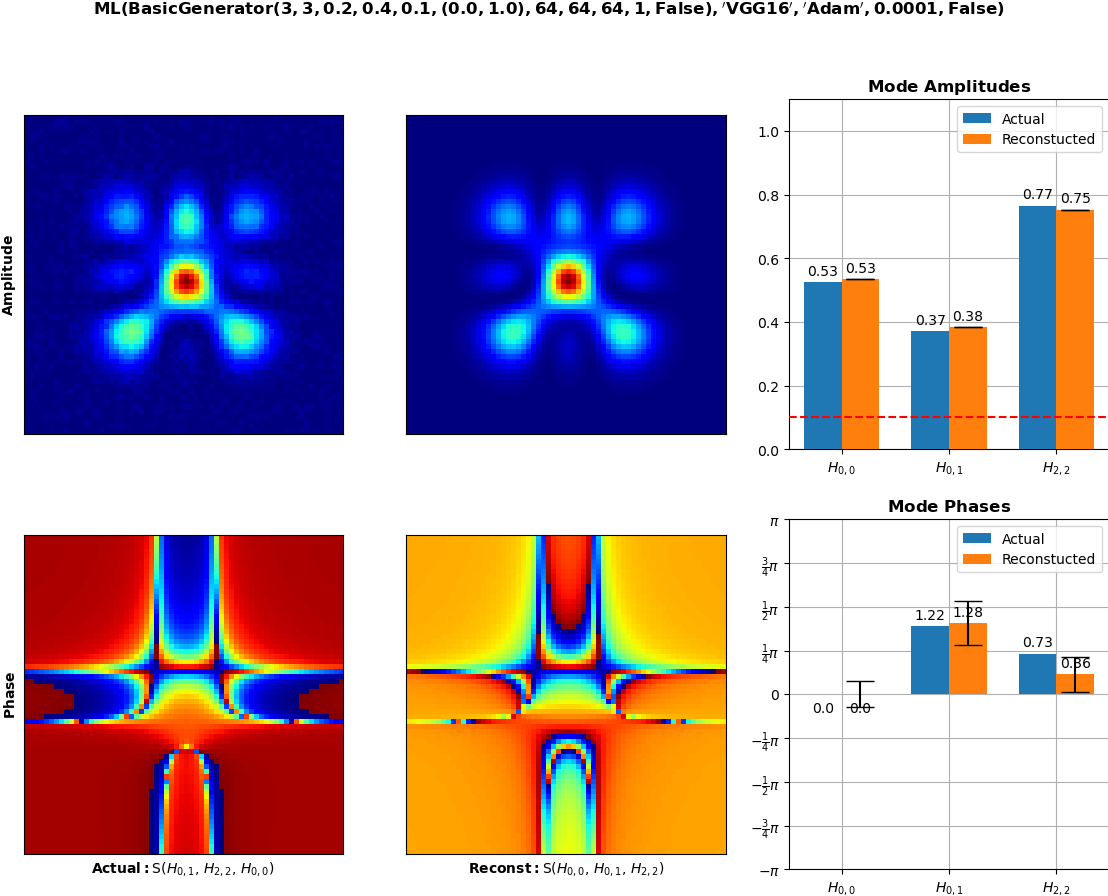 ML(BasicGenerator(3, 3, 0.2, 0.4, 0.1, (0.0, 1.0), 64, 64, 64, 1, False), ′VGG16′, ′Adam′, 0.0001, False)
Amplitude
Mode Amplitudes
Actual
Reconstucted
1.0
0.8
0.6
0.4
0.2
0.0
0.53
0.53
0.37
0.38
0.77
0.75
H0,0
H0,1
H2,2
Phase
Actual: S(H0,1, H2,2, H0,0)
Reconst: S(H0,0, H0,1, H2,2)
Mode Phases
Actual
Reconstucted
π
3/4π
1/2π
1/4π
0
−1/4π
−1/2π
−3/4π
−π
0.0
0.0
1.22
1.28
0.73
0.36
H0,0
H0,1
H2,2